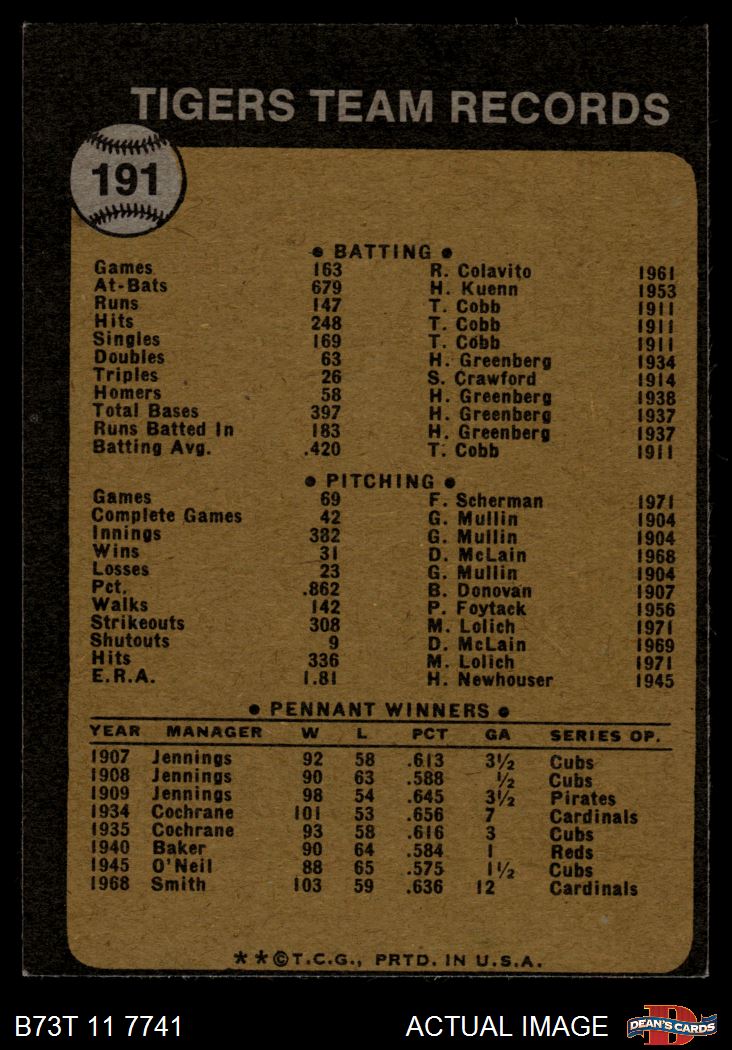 TIGERS TEAM RECORDS
191
• BATTING •
Games 163 R. Colavito 1961
At-Bats 679 H. Kuenn 1953
Runs 147 T. Cobb 1911
Hits 248 T. Cobb 1911
Singles 169 T. Cobb 1911
Doubles 63 H. Greenberg 1934
Triples 26 S. Crawford 1914
Homers 58 H. Greenberg 1938
Total Bases 397 H. Greenberg 1937
Runs Batted In 183 H. Greenberg 1937
Batting Avg. .420 T. Cobb 1911
• PITCHING •
Games 69 F. Scherman 1971
Complete Games 42 G. Mullin 1904
Innings 382 G. Mullin 1904
Wins 31 D. McLain 1968
Losses 23 G. Mullin 1904
Pct. .862 B. Donovan 1907
Walks 142 P. Foytack 1956
Strikeouts 308 M. Lolich 1971
Shutouts 9 D. McLain 1969
Hits 336 M. Lolich 1971
E.R.A. 1.81 H. Newhouser 1945
• PENNANT WINNERS •
YEAR MANAGER W L PCT GA SERIES OP.
1907 Jennings 92 58 .613 3½ Cubs
1908 Jennings 90 63 .588 ½ Cubs
1909 Jennings 98 54 .645 3½ Pirates
1934 Cochrane 101 53 .656 7 Cardinals
1935 Cochrane 93 58 .616 3 Cubs
1940 Baker 90 64 .584 1 Reds
1945 O'Neil 88 65 .575 1½ Cubs
1968 Smith 103 59 .636 12 Cardinals
**©T.C.G., PRTD. IN U.S.A.
B73T 11 7741 ACTUAL IMAGE D DEAN'S CARDS